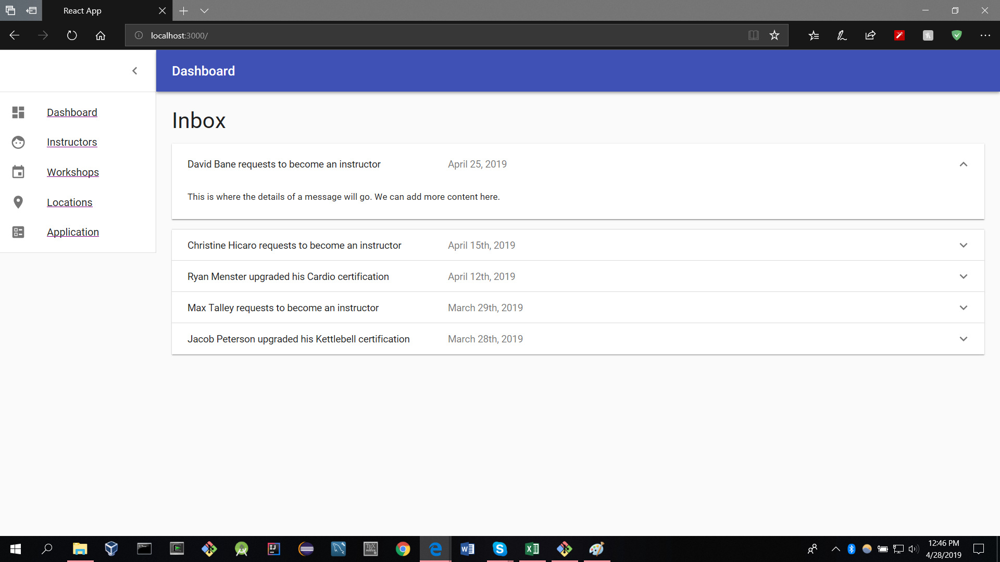 React App
localhost:3000/
Dashboard
Dashboard
Instructors
Workshops
Locations
Application
Inbox
David Bane requests to become an instructor April 25, 2019
This is where the details of a message will go. We can add more content here.
Christine Hicaro requests to become an instructor April 15th, 2019
Ryan Menster upgraded his Cardio certification April 12th, 2019
Max Talley requests to become an instructor March 29th, 2019
Jacob Peterson upgraded his Kettlebell certification March 28th, 2019
12:46 PM
4/28/2019